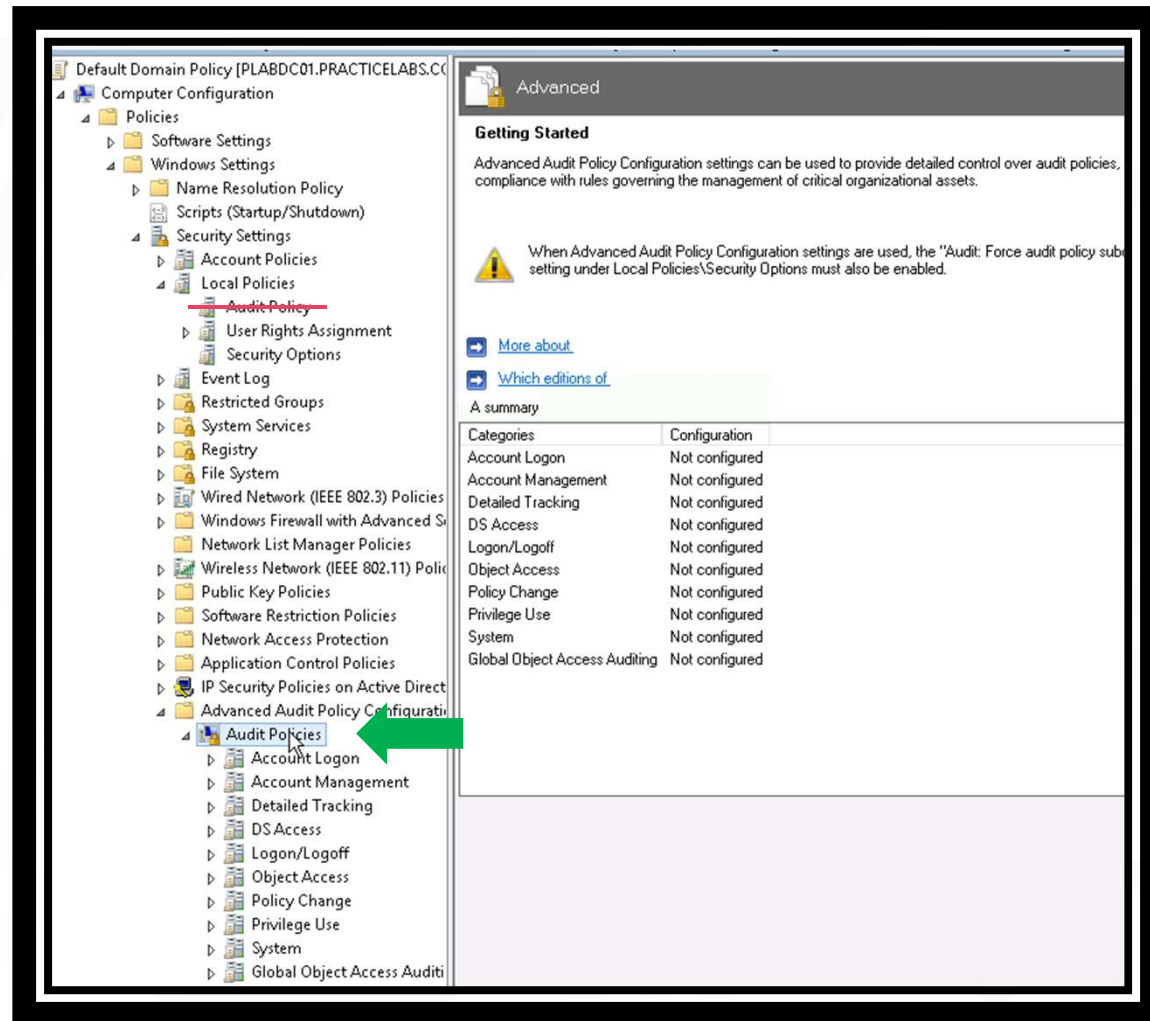 Default Domain Policy [PLABDC01.PRACTICELABS.C
Computer Configuration
Policies
Software Settings
Windows Settings
Name Resolution Policy
Scripts (Startup/Shutdown)
Security Settings
Account Policies
Local Policies
Audit Policy
User Rights Assignment
Security Options
Event Log
Restricted Groups
System Services
Registry
File System
Wired Network (IEEE 802.3) Policies
Windows Firewall with Advanced S
Network List Manager Policies
Wireless Network (IEEE 802.11) Polic
Public Key Policies
Software Restriction Policies
Network Access Protection
Application Control Policies
IP Security Policies on Active Direct
Advanced Audit Policy Configurati
Audit Policies
Account Logon
Account Management
Detailed Tracking
DS Access
Logon/Logoff
Object Access
Policy Change
Privilege Use
System
Global Object Access Auditi
Advanced
Getting Started
Advanced Audit Policy Configuration settings can be used to provide detailed control over audit policies,
compliance with rules governing the management of critical organizational assets.
When Advanced Audit Policy Configuration settings are used, the "Audit: Force audit policy sub
setting under Local Policies\Security Options must also be enabled.
More about
Which editions of
A summary
Categories Configuration
Account Logon Not configured
Account Management Not configured
Detailed Tracking Not configured
DS Access Not configured
Logon/Logoff Not configured
Object Access Not configured
Policy Change Not configured
Privilege Use Not configured
System Not configured
Global Object Access Auditing Not configured